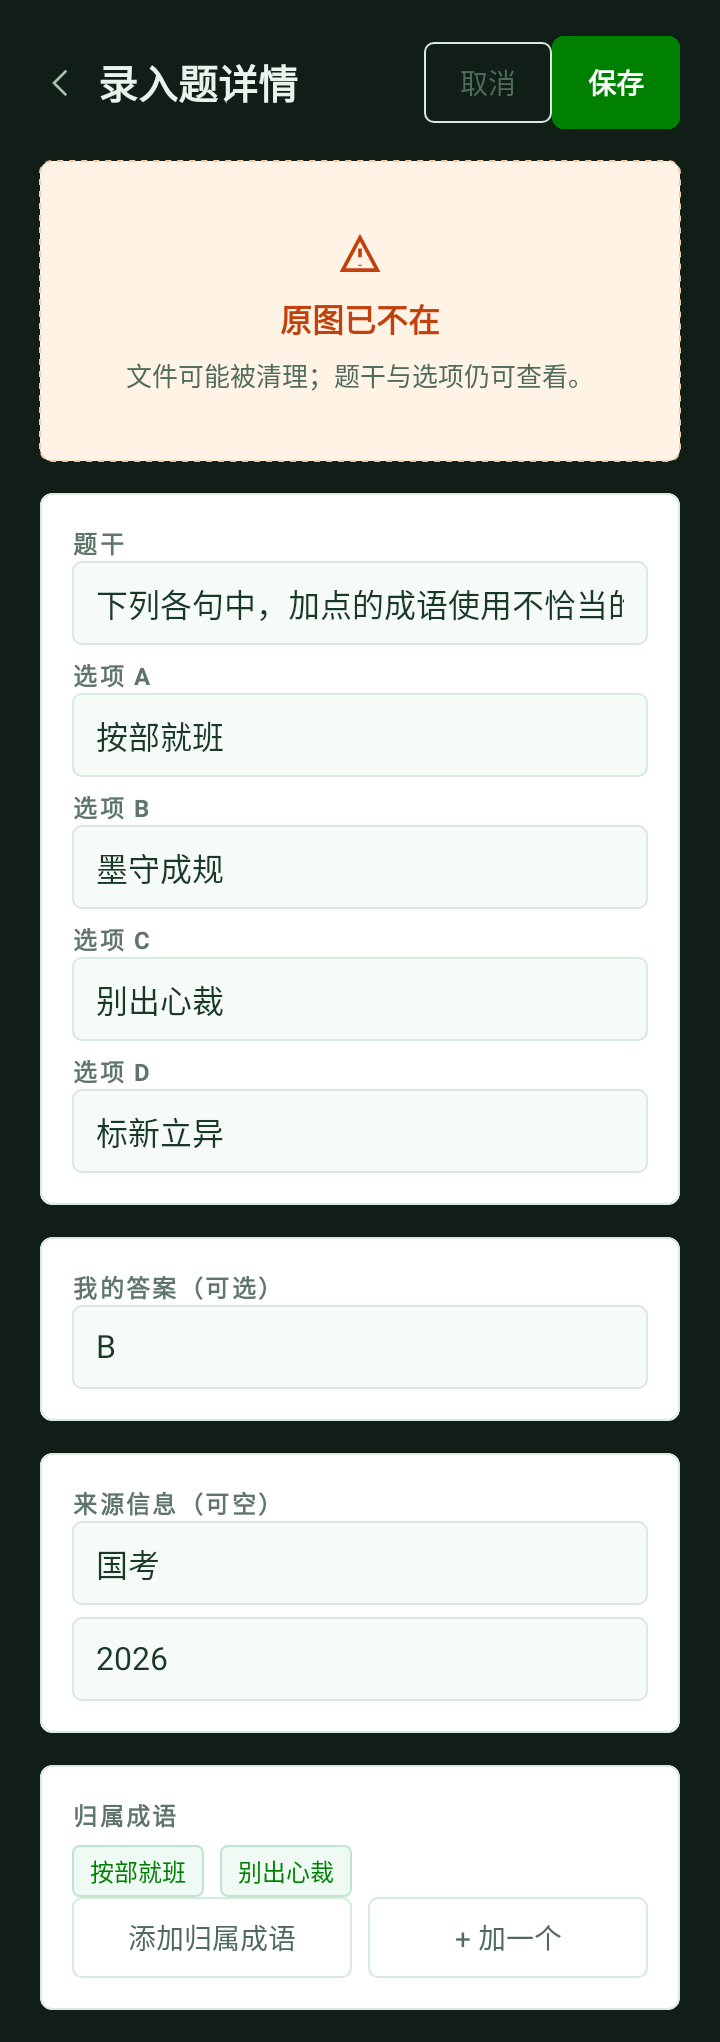 录入题详情
取消
保存
原图已不在
文件可能被清理；题干与选项仍可查看。
题干
下列各句中，加点的成语使用不恰当的
选项 A
按部就班
选项 B
墨守成规
选项 C
别出心裁
选项 D
标新立异
我的答案（可选）
B
来源信息（可空）
国考
2026
归属成语
按部就班
别出心裁
添加归属成语
+ 加一个